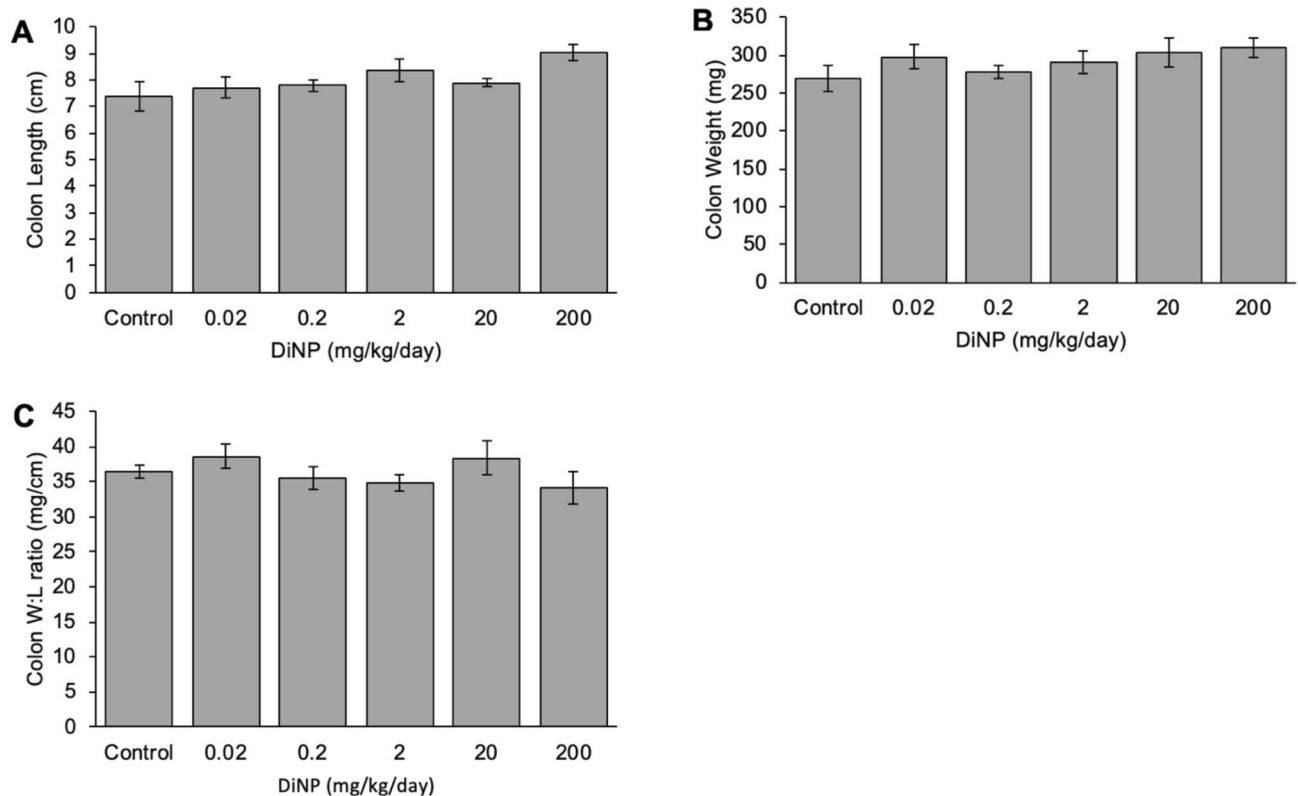 A
Colon Length (cm)
10
9
8
7
6
5
4
3
2
1
0
Control 0.02 0.2 2 20 200
DiNP (mg/kg/day)
B
Colon Weight (mg)
350
300
250
200
150
100
50
0
Control 0.02 0.2 2 20 200
DiNP (mg/kg/day)
C
Colon W:L ratio (mg/cm)
45
40
35
30
25
20
15
10
5
0
Control 0.02 0.2 2 20 200
DiNP (mg/kg/day)